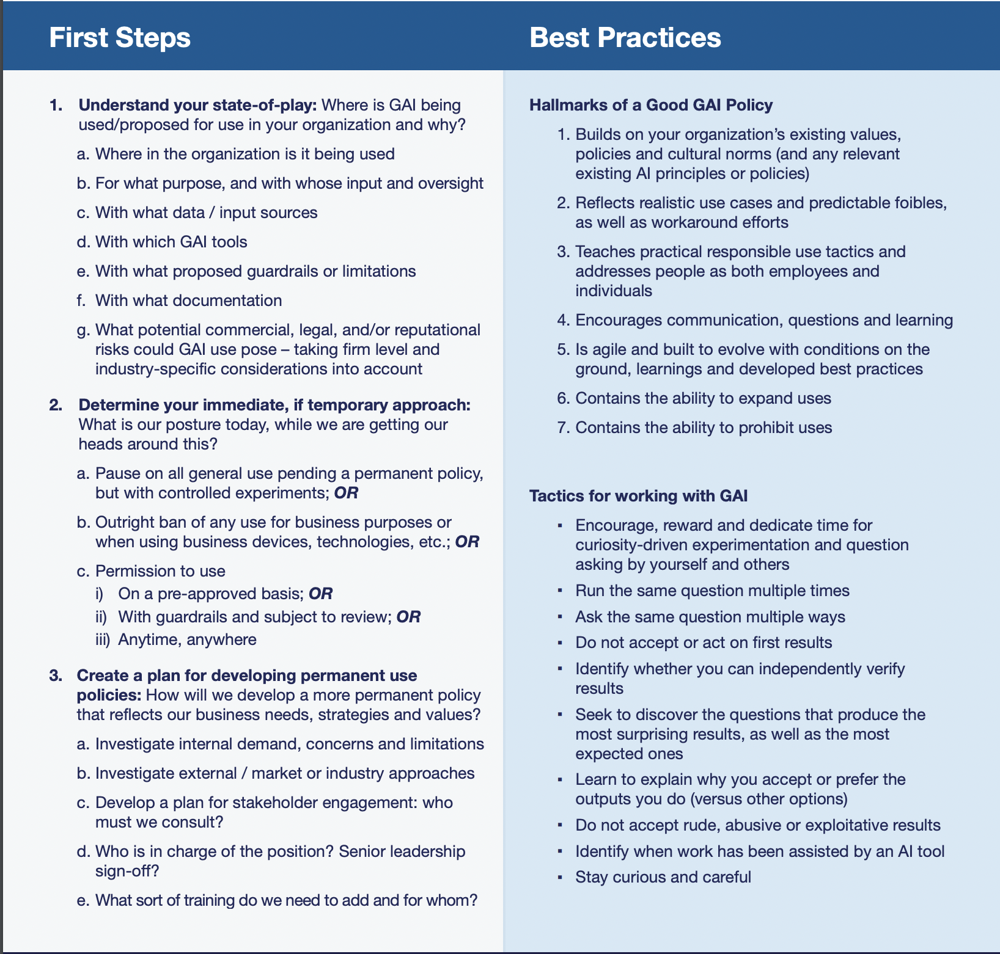 First Steps
1. Understand your state-of-play: Where is GAI being
used/proposed for use in your organization and why?
a. Where in the organization is it being used
b. For what purpose, and with whose input and oversight
c. With what data / input sources
d. With which GAI tools
e. With what proposed guardrails or limitations
f. With what documentation
g. What potential commercial, legal, and/or reputational
risks could GAI use pose – taking firm level and
industry-specific considerations into account
2. Determine your immediate, if temporary approach:
What is our posture today, while we are getting our
heads around this?
a. Pause on all general use pending a permanent policy,
but with controlled experiments; OR
b. Outright ban of any use for business purposes or
when using business devices, technologies, etc.; OR
c. Permission to use
i) On a pre-approved basis; OR
ii) With guardrails and subject to review; OR
iii) Anytime, anywhere
3. Create a plan for developing permanent use
policies: How will we develop a more permanent policy
that reflects our business needs, strategies and values?
a. Investigate internal demand, concerns and limitations
b. Investigate external / market or industry approaches
c. Develop a plan for stakeholder engagement: who
must we consult?
d. Who is in charge of the position? Senior leadership
sign-off?
e. What sort of training do we need to add and for whom?
Best Practices
Hallmarks of a Good GAI Policy
1. Builds on your organization’s existing values,
policies and cultural norms (and any relevant
existing AI principles or policies)
2. Reflects realistic use cases and predictable foibles,
as well as workaround efforts
3. Teaches practical responsible use tactics and
addresses people as both employees and
individuals
4. Encourages communication, questions and learning
5. Is agile and built to evolve with conditions on the
ground, learnings and developed best practices
6. Contains the ability to expand uses
7. Contains the ability to prohibit uses
Tactics for working with GAI
▪ Encourage, reward and dedicate time for
curiosity-driven experimentation and question
asking by yourself and others
▪ Run the same question multiple times
▪ Ask the same question multiple ways
▪ Do not accept or act on first results
▪ Identify whether you can independently verify
results
▪ Seek to discover the questions that produce the
most surprising results, as well as the most
expected ones
▪ Learn to explain why you accept or prefer the
outputs you do (versus other options)
▪ Do not accept rude, abusive or exploitative results
▪ Identify when work has been assisted by an AI tool
▪ Stay curious and careful